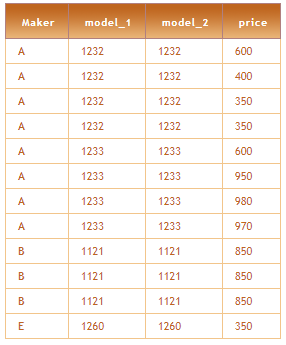 Maker model_1 model_2 price
A 1232 1232 600
A 1232 1232 400
A 1232 1232 350
A 1232 1232 350
A 1233 1233 600
A 1233 1233 950
A 1233 1233 980
A 1233 1233 970
B 1121 1121 850
B 1121 1121 850
B 1121 1121 850
E 1260 1260 350